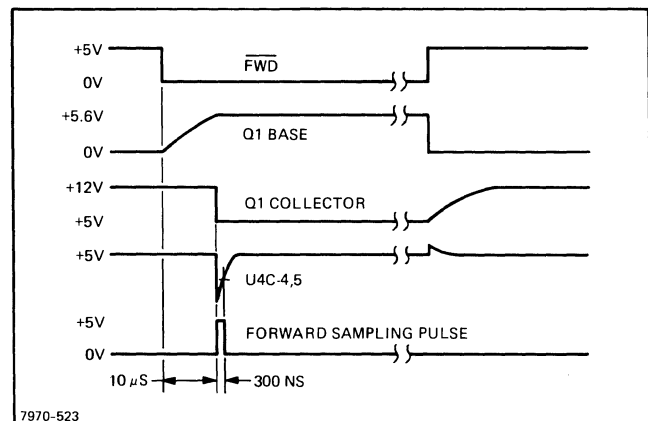 +5V
FWD
0V
+5.6V
Q1 BASE
0V
+12V
Q1 COLLECTOR
+5V
+5V
U4C-4,5
+5V
FORWARD SAMPLING PULSE
0V
10 μS
300 NS
7970-523